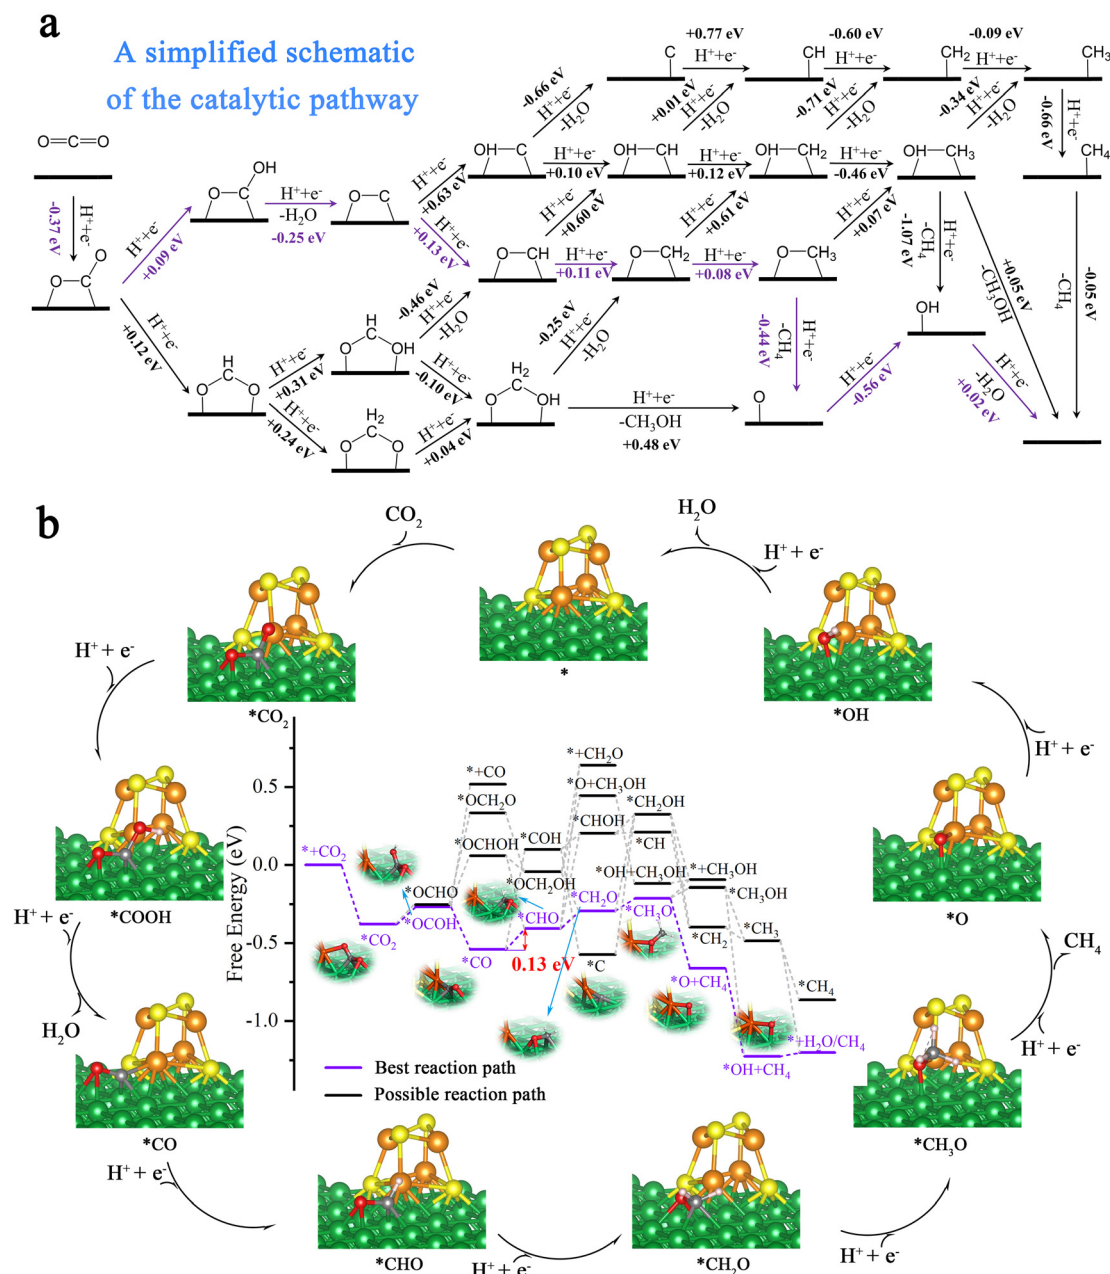 a
A simplified schematic
of the catalytic pathway
O=C=O
-0.37 eV
H⁺+e⁻
O C O
H⁺+e⁻
+0.09 eV
H⁺+e⁻
+0.12 eV
O C OH
H⁺+e⁻
-H₂O
-0.25 eV
O C
H⁺+e⁻
+0.63 eV
H⁺+e⁻
+0.13 eV
H
O C O
H⁺+e⁻
+0.31 eV
H⁺+e⁻
+0.24 eV
H
O C OH
-0.46 eV
H⁺+e⁻
-H₂O
H⁺+e⁻
-0.10 eV
H₂
O C O
H⁺+e⁻
+0.04 eV
OH C
-0.66 eV
H⁺+e⁻
-H₂O
H⁺+e⁻
+0.10 eV
O CH
H⁺+e⁻
+0.60 eV
H⁺+e⁻
+0.11 eV
H₂
O C OH
-0.25 eV
H⁺+e⁻
-H₂O
H⁺+e⁻
-CH₃OH
+0.48 eV
C
+0.77 eV
H⁺+e⁻
CH
-0.60 eV
H⁺+e⁻
CH₂
-0.09 eV
H⁺+e⁻
CH₃
OH CH
+0.01 eV
H⁺+e⁻
-H₂O
H⁺+e⁻
+0.12 eV
OH CH₂
-0.71 eV
H⁺+e⁻
-H₂O
H⁺+e⁻
-0.46 eV
OH CH₃
-0.34 eV
H⁺+e⁻
-H₂O
-0.66 eV
H⁺+e⁻
CH₄
O CH₂
H⁺+e⁻
+0.61 eV
H⁺+e⁻
+0.08 eV
O CH₃
H⁺+e⁻
+0.07 eV
-0.44 eV
-CH₄
H⁺+e⁻
-1.07 eV
-CH₄
H⁺+e⁻
+0.05 eV
-CH₃OH
-0.05 eV
-CH₄
O
H⁺+e⁻
-0.56 eV
OH
H⁺+e⁻
-H₂O
+0.02 eV
b
CO₂
H₂O
H⁺ + e⁻
*
*CO₂
*OH
H⁺ + e⁻
H⁺ + e⁻
*COOH
*O
H⁺ + e⁻
H₂O
CH₄
H⁺ + e⁻
*CO
*CH₃O
H⁺ + e⁻
*CHO
H⁺ + e⁻
*CH₂O
H⁺ + e⁻
Free Energy (eV)
0.5
0.0
-0.5
-1.0
*+CO₂
*CO₂
*OCHO
*OCOH
*+CO
*OCH₂O
*OCHOH
*CO
*COH
*OCH₂OH
*CHO
0.13 eV
*+CH₂O
*O+CH₃OH
*CHOH
*CH₂O
*C
*CH₂OH
*CH
*OH+CH₃OH
*CH₃O
*+CH₃OH
*CH₃OH
*CH₂
*O+CH₄
*CH₃
*OH+CH₄
*CH₄
*+H₂O/CH₄
Best reaction path
Possible reaction path